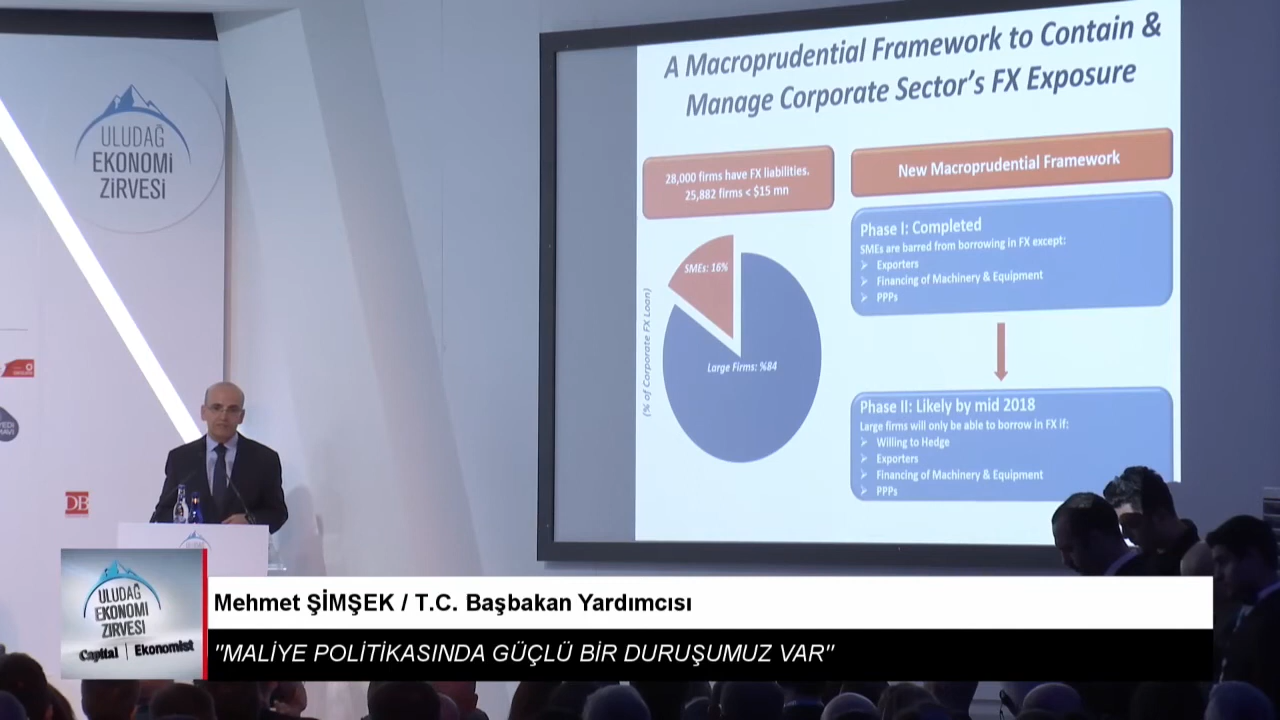 A Macroprudential Framework to Contain &
Manage Corporate Sector's FX Exposure
ULUDAĞ
EKONOMİ
ZİRVESİ
28,000 firms have FX liabilities.
25,882 firms < $15 mn
New Macroprudential Framework
Phase I: Completed
SMEs are barred from borrowing in FX except:
Exporters
Financing of Machinery & Equipment
PPPs
SMEs: 16%
Large Firms: %84
(% of Corporate FX Loan)
Phase II: Likely by mid 2018
Large firms will only be able to borrow in FX if:
Willing to Hedge
Exporters
Financing of Machinery & Equipment
PPPs
DB
ULUDAĞ
EKONOMİ
ZİRVESİ
Capital | Ekonomist
Mehmet ŞİMŞEK / T.C. Başbakan Yardımcısı
"MALİYE POLİTİKASINDA GÜÇLÜ BİR DURUŞUMUZ VAR"